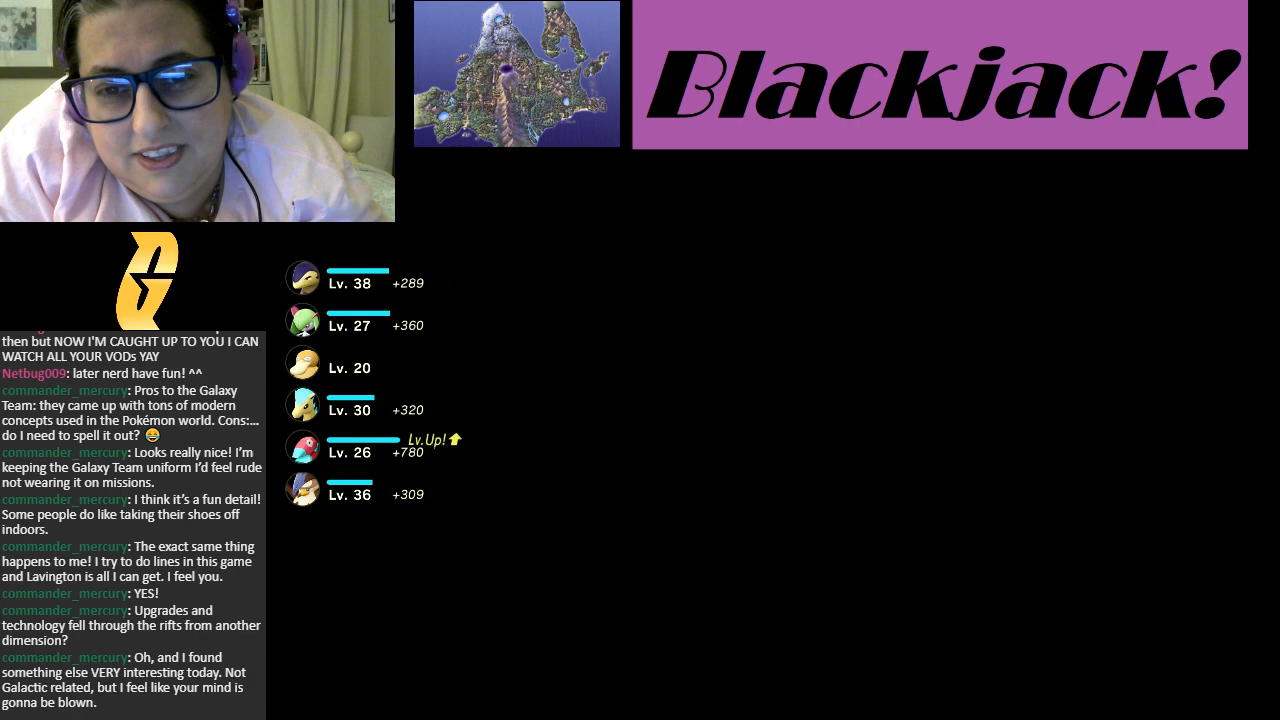 Blackjack!
Lv. 38 +289
Lv. 27 +360
Lv. 20
Lv. 30 +320
Lv.Up!
Lv. 26 +780
Lv. 36 +309
then but NOW I'M CAUGHT UP TO YOU I CAN
WATCH ALL YOUR VODs YAY
Netbug009: later nerd have fun! ^^
commander_mercury: Pros to the Galaxy
Team: they came up with tons of modern
concepts used in the Pokémon world. Cons:...
do I need to spell it out? 😂
commander_mercury: Looks really nice! I’m
keeping the Galaxy Team uniform I’d feel rude
not wearing it on missions.
commander_mercury: I think it’s a fun detail!
Some people do like taking their shoes off
indoors.
commander_mercury: The exact same thing
happens to me! I try to do lines in this game
and Lavington is all I can get. I feel you.
commander_mercury: YES!
commander_mercury: Upgrades and
technology fell through the rifts from another
dimension?
commander_mercury: Oh, and I found
something else VERY interesting today. Not
Galactic related, but I feel like your mind is
gonna be blown.